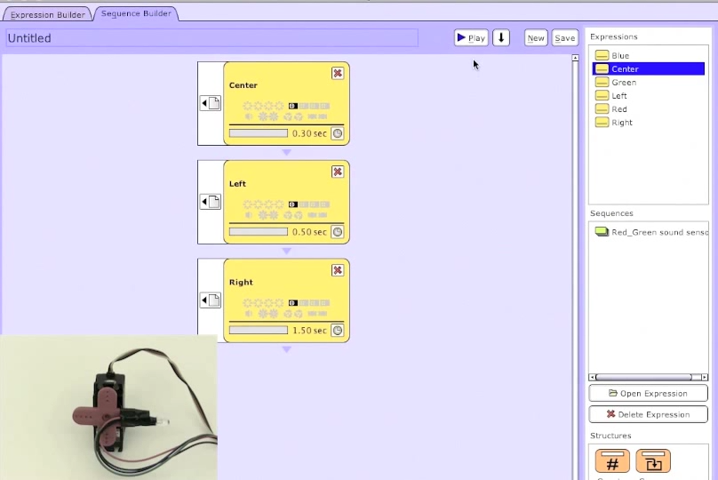 Expression Builder
Sequence Builder
Untitled
Play
New
Save
Center
0.30 sec
Left
0.50 sec
Right
1.50 sec
Expressions
Blue
Center
Green
Left
Red
Right
Sequences
Red_Green sound senso
Open Expression
Delete Expression
Structures
#